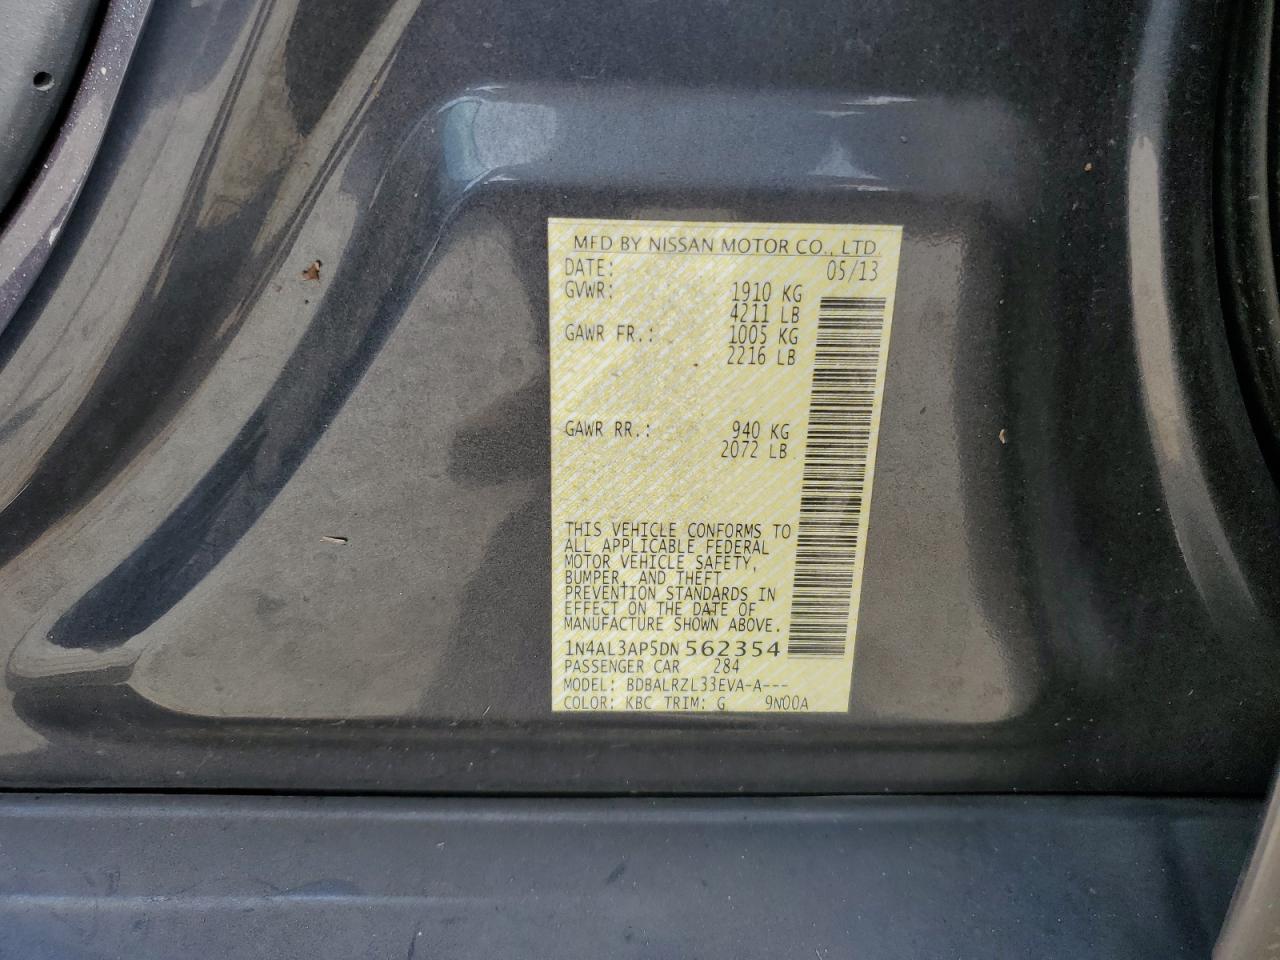 MFD BY NISSAN MOTOR CO., LTD.
DATE: 05/13
GVWR: 1910 KG
4211 LB
GAWR FR.: 1005 KG
2216 LB
GAWR RR.: 940 KG
2072 LB
THIS VEHICLE CONFORMS TO
ALL APPLICABLE FEDERAL
MOTOR VEHICLE SAFETY,
BUMPER, AND THEFT
PREVENTION STANDARDS IN
EFFECT ON THE DATE OF
MANUFACTURE SHOWN ABOVE.
1N4AL3AP5DN562354
PASSENGER CAR 284
MODEL: BDBALRZL33EVA-A---
COLOR: KBC TRIM: G 9N00A